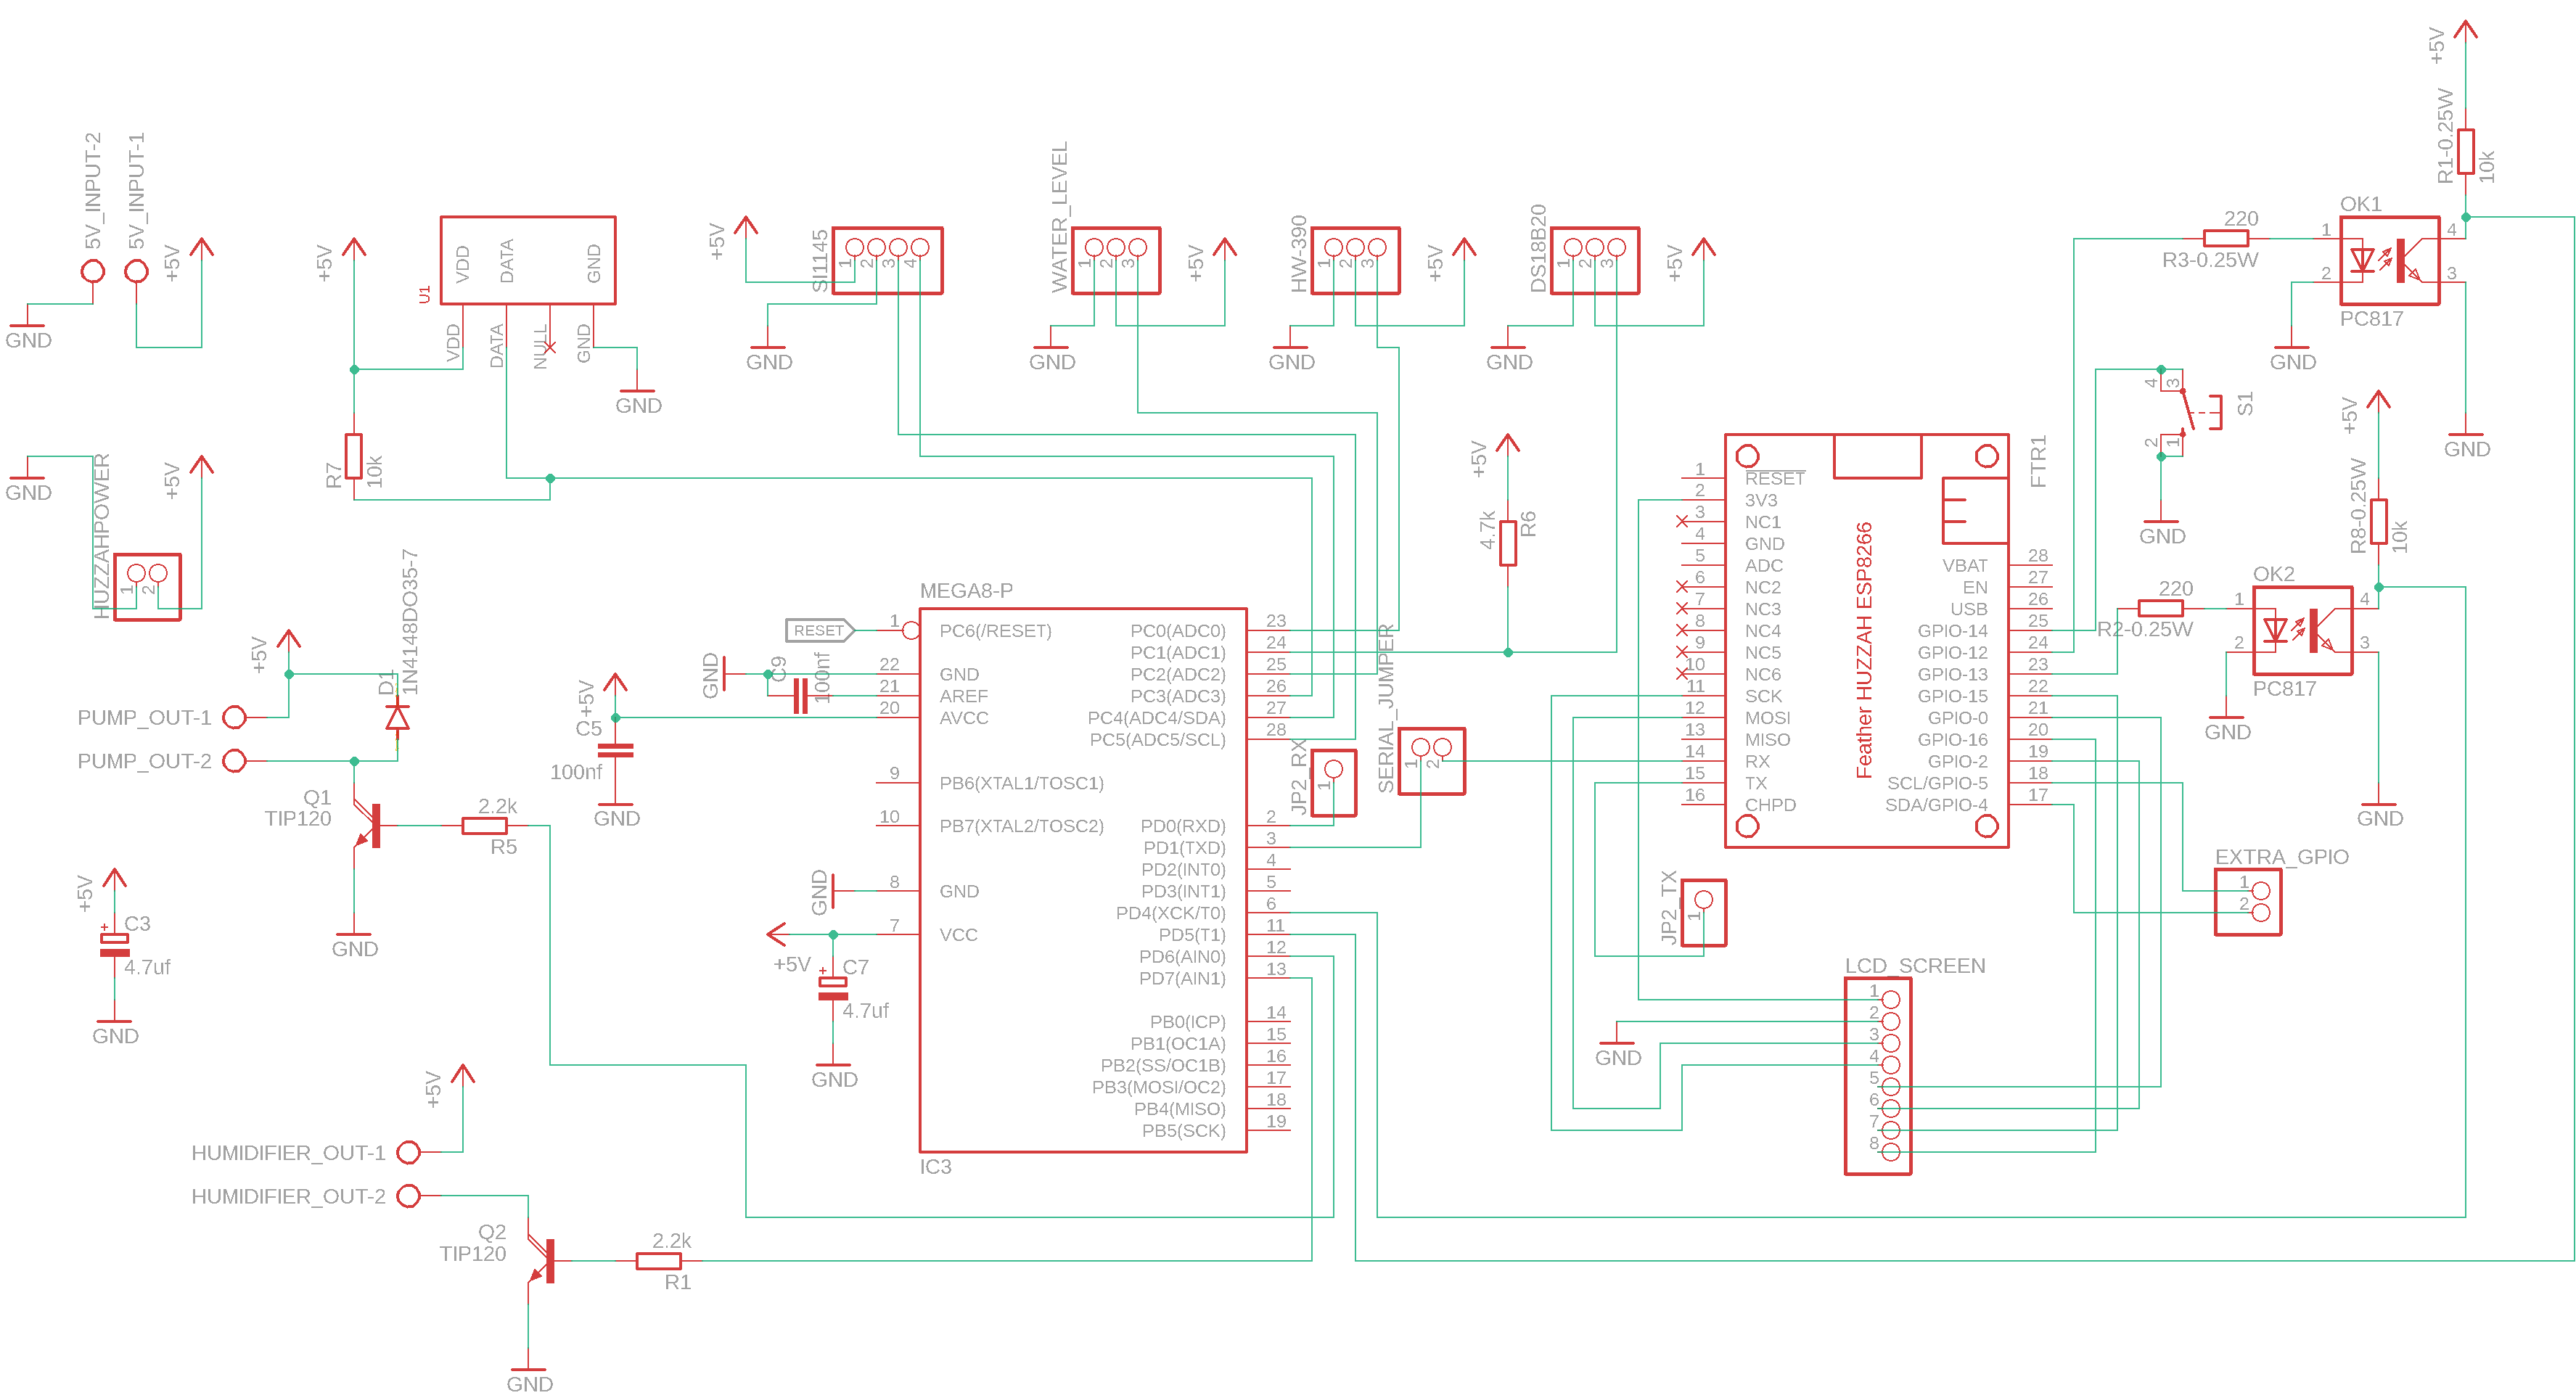 5V_INPUT-2
5V_INPUT-1
+5V
GND
+5V
U1
VDD
DATA
GND
VDD
DATA
NULL
GND
GND
R7
10k
GND
HUZZAHPOWER
1
2
+5V
+5V
SI1145
1
2
3
4
GND
WATER_LEVEL
1
2
3
+5V
GND
HW-390
1
2
3
+5V
GND
DS18B20
1
2
3
+5V
GND
+5V
R1-0.25W
10k
OK1
220
R3-0.25W
1
2
4
3
PC817
GND
GND
4
3
2
1
S1
GND
+5V
R8-0.25W
10k
OK2
220
R2-0.25W
1
2
4
3
PC817
GND
GND
+5V
4.7k
R6
FTR1
Feather HUZZAH ESP8266
1 RESET
2 3V3
3 NC1
4 GND
5 ADC
6 NC2
7 NC3
8 NC4
9 NC5
10 NC6
11 SCK
12 MOSI
13 MISO
14 RX
15 TX
16 CHPD
VBAT 28
EN 27
USB 26
GPIO-14 25
GPIO-12 24
GPIO-13 23
GPIO-15 22
GPIO-0 21
GPIO-16 20
GPIO-2 19
SCL/GPIO-5 18
SDA/GPIO-4 17
+5V
D1
1N4148DO35-7
PUMP_OUT-1
PUMP_OUT-2
Q1
TIP120
2.2k
R5
GND
+5V
C3
4.7uf
GND
MEGA8-P
RESET
1 PC6(/RESET)
22 GND
21 AREF
20 AVCC
9 PB6(XTAL1/TOSC1)
10 PB7(XTAL2/TOSC2)
8 GND
7 VCC
PC0(ADC0) 23
PC1(ADC1) 24
PC2(ADC2) 25
PC3(ADC3) 26
PC4(ADC4/SDA) 27
PC5(ADC5/SCL) 28
PD0(RXD) 2
PD1(TXD) 3
PD2(INT0) 4
PD3(INT1) 5
PD4(XCK/T0) 6
PD5(T1) 11
PD6(AIN0) 12
PD7(AIN1) 13
PB0(ICP) 14
PB1(OC1A) 15
PB2(SS/OC1B) 16
PB3(MOSI/OC2) 17
PB4(MISO) 18
PB5(SCK) 19
IC3
GND
C9
100nf
+5V
C5
100nf
GND
GND
+5V
C7
4.7uf
GND
JP2_RX
1
SERIAL_JUMPER
1
2
JP2_TX
1
EXTRA_GPIO
1
2
LCD_SCREEN
1
2
3
4
5
6
7
8
GND
+5V
HUMIDIFIER_OUT-1
HUMIDIFIER_OUT-2
Q2
TIP120
2.2k
R1
GND